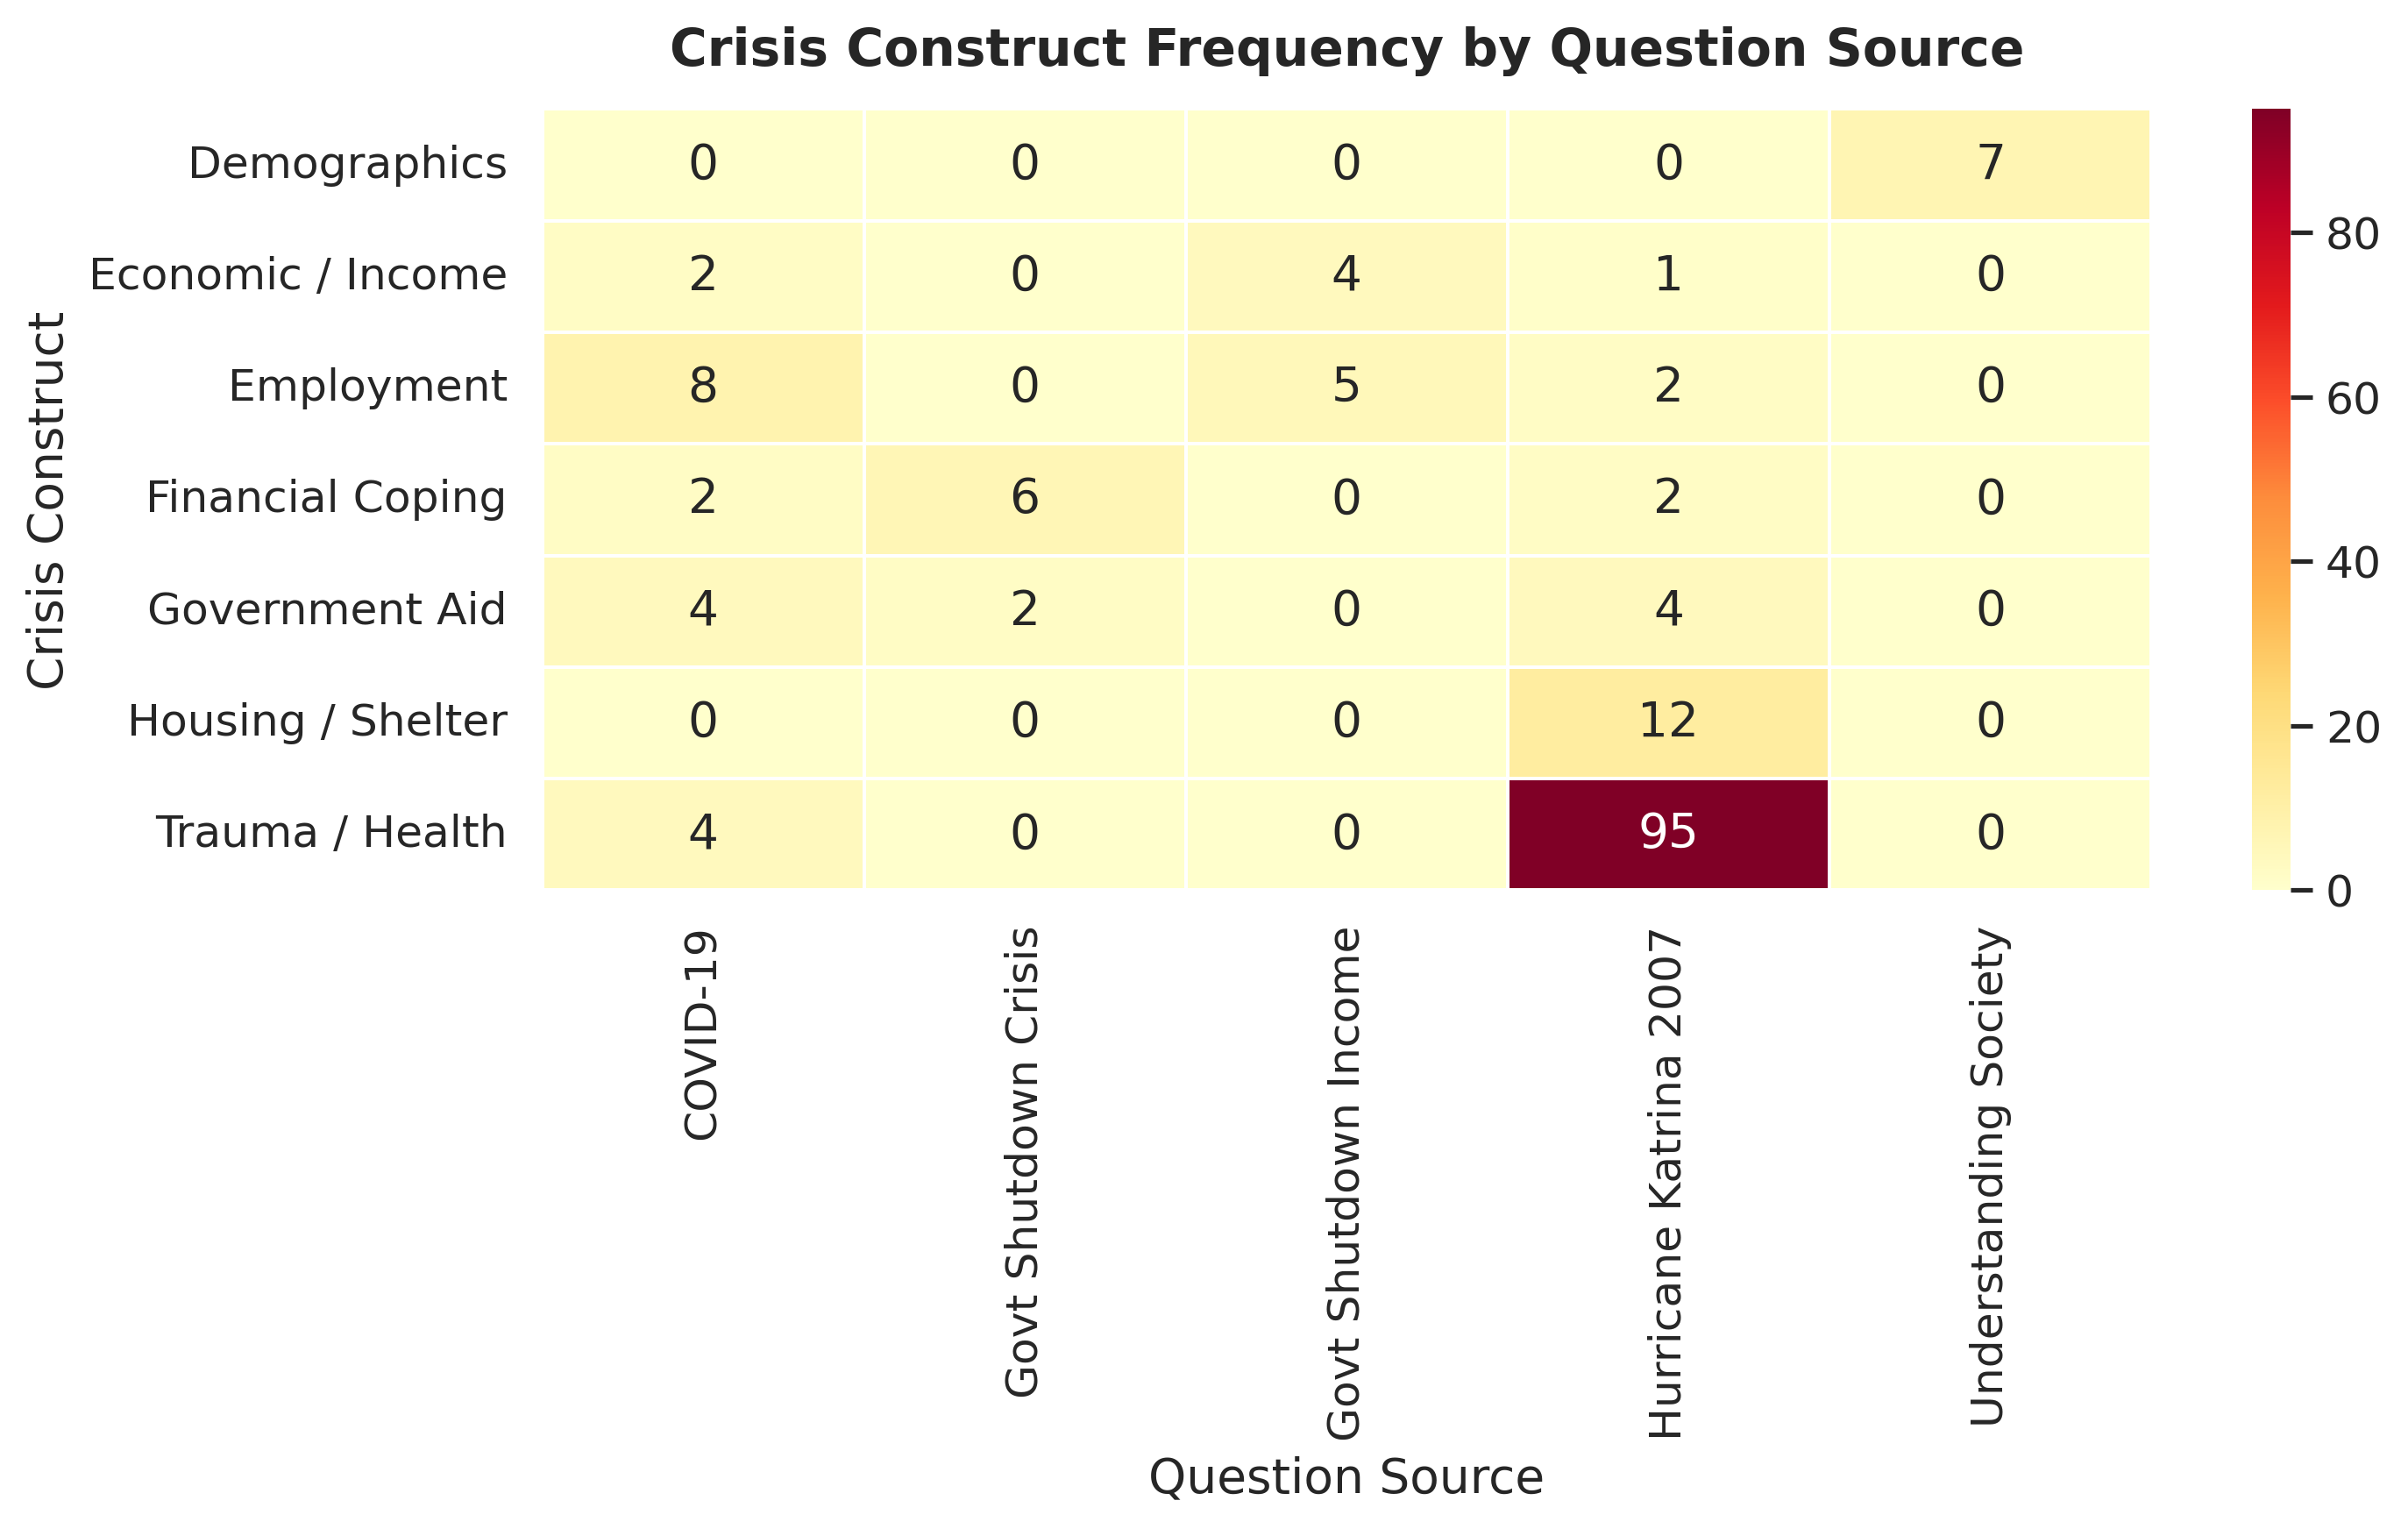 Crisis Construct Frequency by Question Source
Crisis Construct
Demographics 0 0 0 0 7
Economic / Income 2 0 4 1 0
Employment 8 0 5 2 0
Financial Coping 2 6 0 2 0
Government Aid 4 2 0 4 0
Housing / Shelter 0 0 0 12 0
Trauma / Health 4 0 0 95 0
80
60
40
20
0
COVID-19
Govt Shutdown Crisis
Govt Shutdown Income
Hurricane Katrina 2007
Understanding Society
Question Source